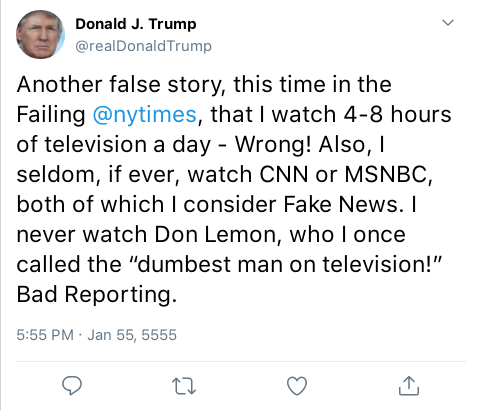 Donald J. Trump
@realDonaldTrump
Another false story, this time in the
Failing @nytimes, that I watch 4-8 hours
of television a day - Wrong! Also, I
seldom, if ever, watch CNN or MSNBC,
both of which I consider Fake News. I
never watch Don Lemon, who I once
called the “dumbest man on television!”
Bad Reporting.
5:55 PM · Jan 55, 5555